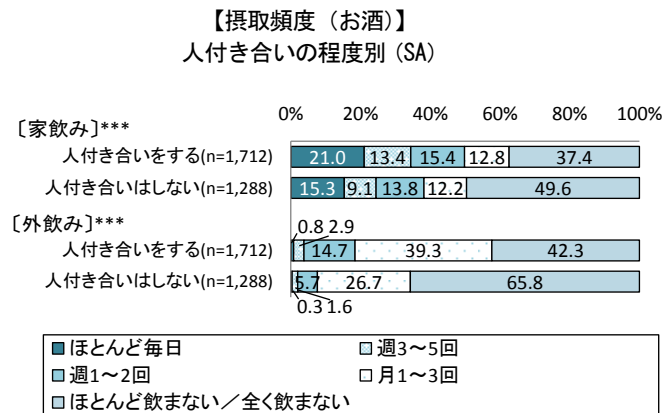 【摂取頻度（お酒）】
人付き合いの程度別（SA）
0% 20% 40% 60% 80% 100%
〔家飲み〕***
人付き合いをする(n=1,712) 21.0 13.4 15.4 12.8 37.4
人付き合いはしない(n=1,288) 15.3 9.1 13.8 12.2 49.6
〔外飲み〕***
0.8 2.9
人付き合いをする(n=1,712) 14.7 39.3 42.3
人付き合いはしない(n=1,288) 5.7 26.7 65.8
0.3 1.6
ほとんど毎日 週3～5回
週1～2回 月1～3回
ほとんど飲まない／全く飲まない